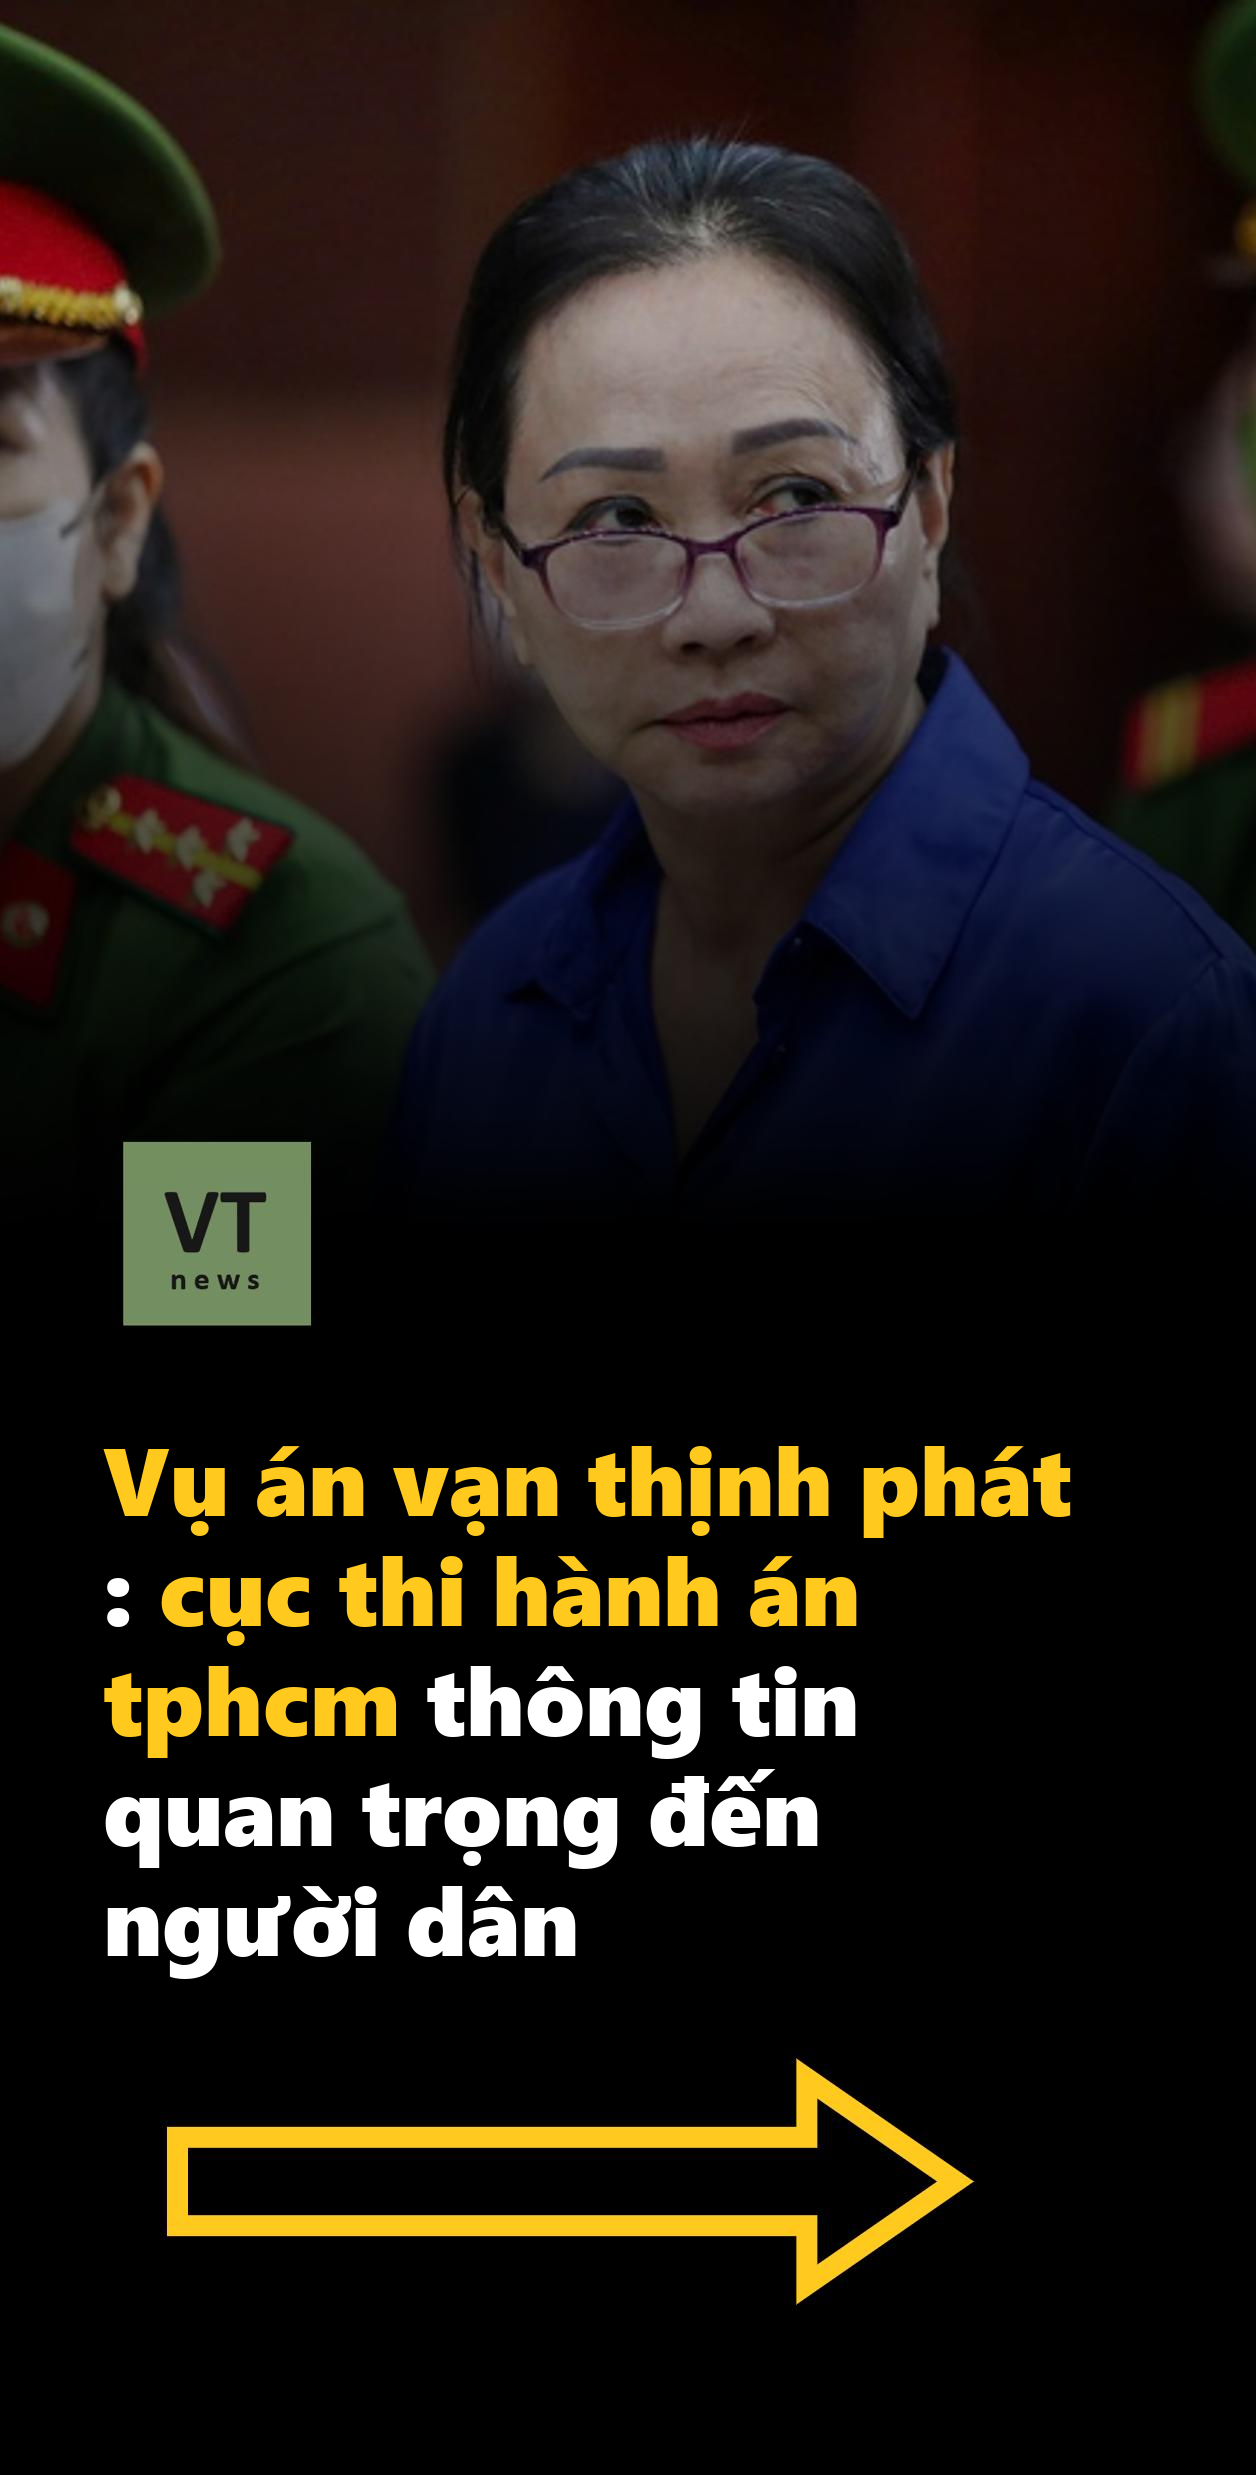 VT
news
Vụ án vạn thịnh phát
: cục thi hành án
tphcm thông tin
quan trọng đến
người dân